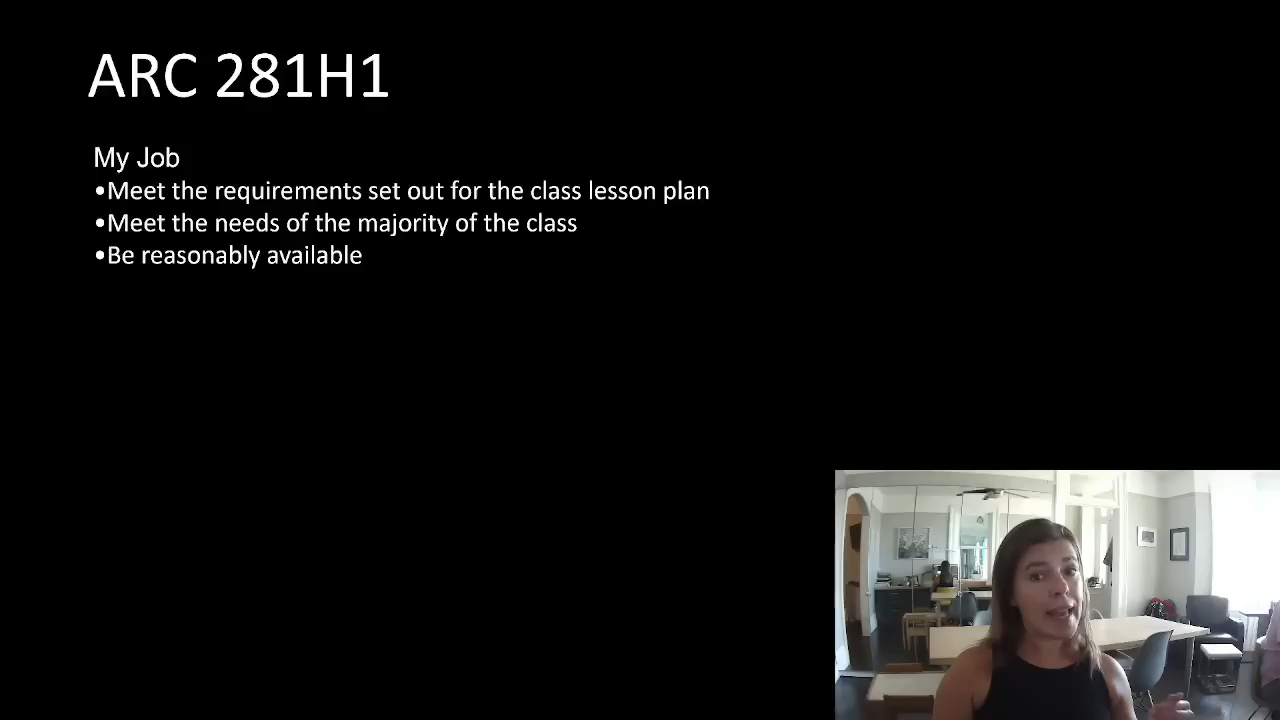 ARC 281H1
My Job
•Meet the requirements set out for the class lesson plan
•Meet the needs of the majority of the class
•Be reasonably available